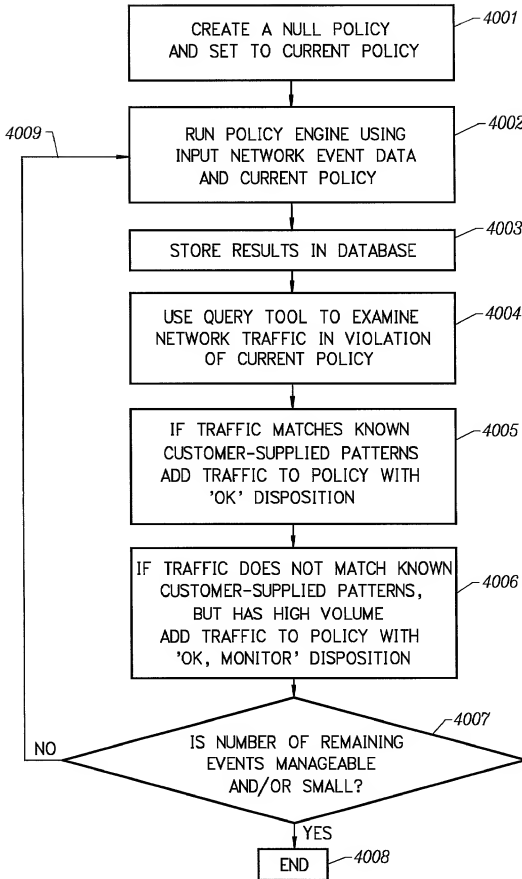 CREATE A NULL POLICY
AND SET TO CURRENT POLICY
4001
4009
RUN POLICY ENGINE USING
INPUT NETWORK EVENT DATA
AND CURRENT POLICY
4002
STORE RESULTS IN DATABASE
4003
USE QUERY TOOL TO EXAMINE
NETWORK TRAFFIC IN VIOLATION
OF CURRENT POLICY
4004
IF TRAFFIC MATCHES KNOWN
CUSTOMER-SUPPLIED PATTERNS
ADD TRAFFIC TO POLICY WITH
'OK' DISPOSITION
4005
IF TRAFFIC DOES NOT MATCH KNOWN
CUSTOMER-SUPPLIED PATTERNS,
BUT HAS HIGH VOLUME
ADD TRAFFIC TO POLICY WITH
'OK, MONITOR' DISPOSITION
4006
4007
NO
IS NUMBER OF REMAINING
EVENTS MANAGEABLE
AND/OR SMALL?
YES
END
4008